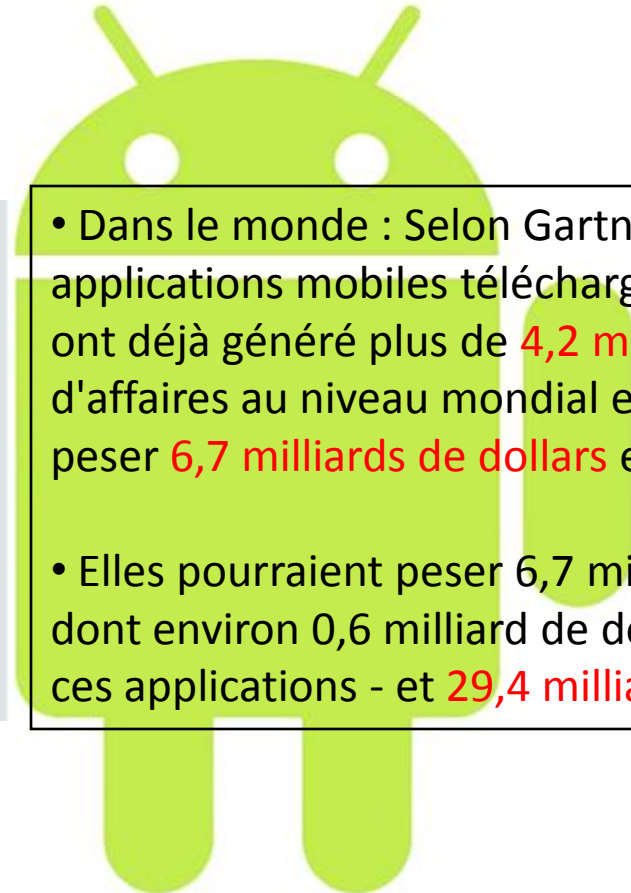 • Dans le monde : Selon Gartn
applications mobiles télécharg
ont déjà généré plus de 4,2 m
d'affaires au niveau mondial e
peser 6,7 milliards de dollars e
• Elles pourraient peser 6,7 mi
dont environ 0,6 milliard de d
ces applications - et 29,4 millia